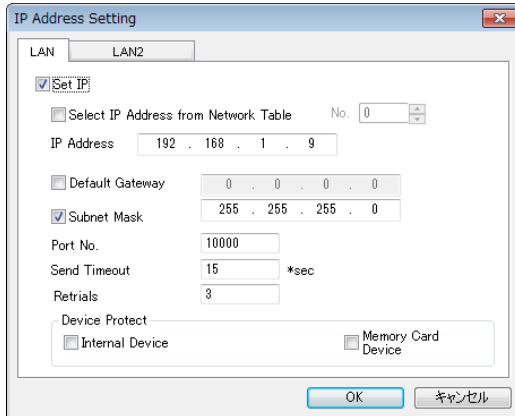 IP Address Setting
LAN LAN2
Set IP
Select IP Address from Network Table No. 0
IP Address 192 . 168 . 1 . 9
Default Gateway 0 . 0 . 0 . 0
Subnet Mask 255 . 255 . 255 . 0
Port No. 10000
Send Timeout 15 *sec
Retrials 3
Device Protect
Internal Device Memory Card Device
OK キャンセル